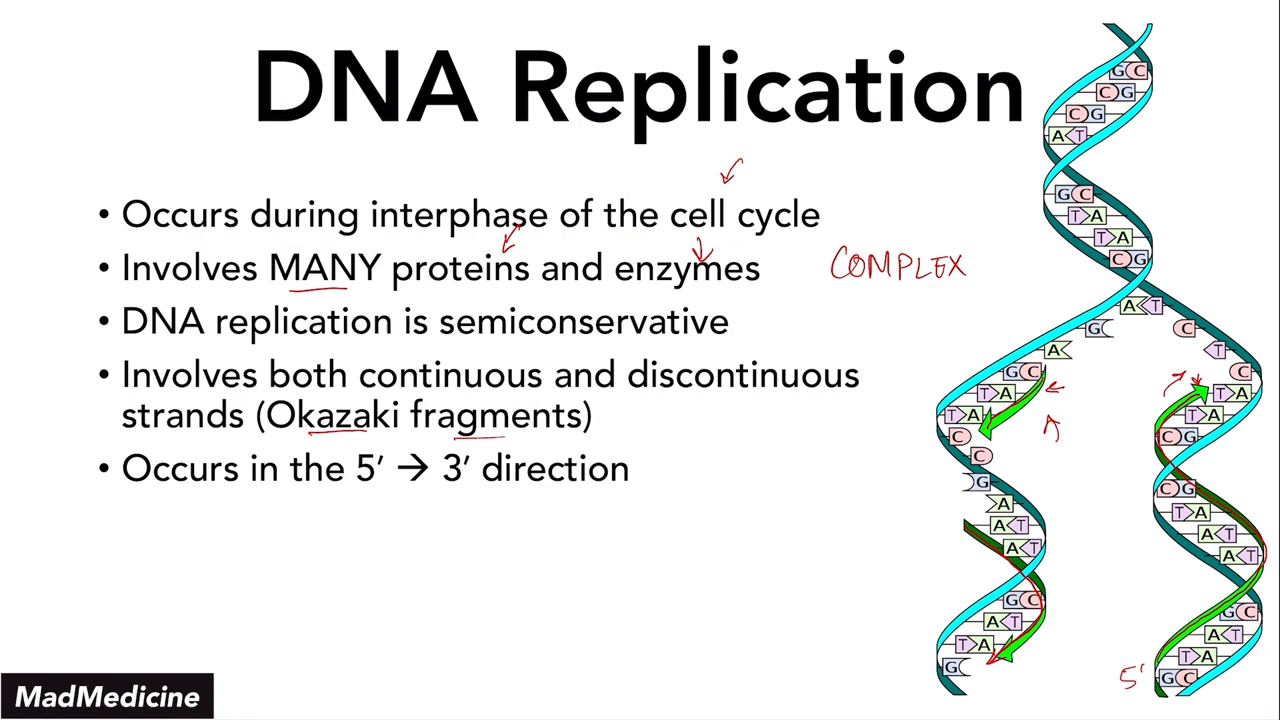 DNA Replication
• Occurs during interphase of the cell cycle
• Involves MANY proteins and enzymes
COMPLEX
• DNA replication is semiconservative
• Involves both continuous and discontinuous
strands (Okazaki fragments)
• Occurs in the 5′ → 3′ direction
G C
C G
C G
A T
G C
T A
T A
C G
A T
G C
A T
G C C
T A T A
T A T A
C C G
C
G C G
A T A
A T A T
A T A T
G C G C
A T A T
T A T A
G G C
5'
MadMedicine